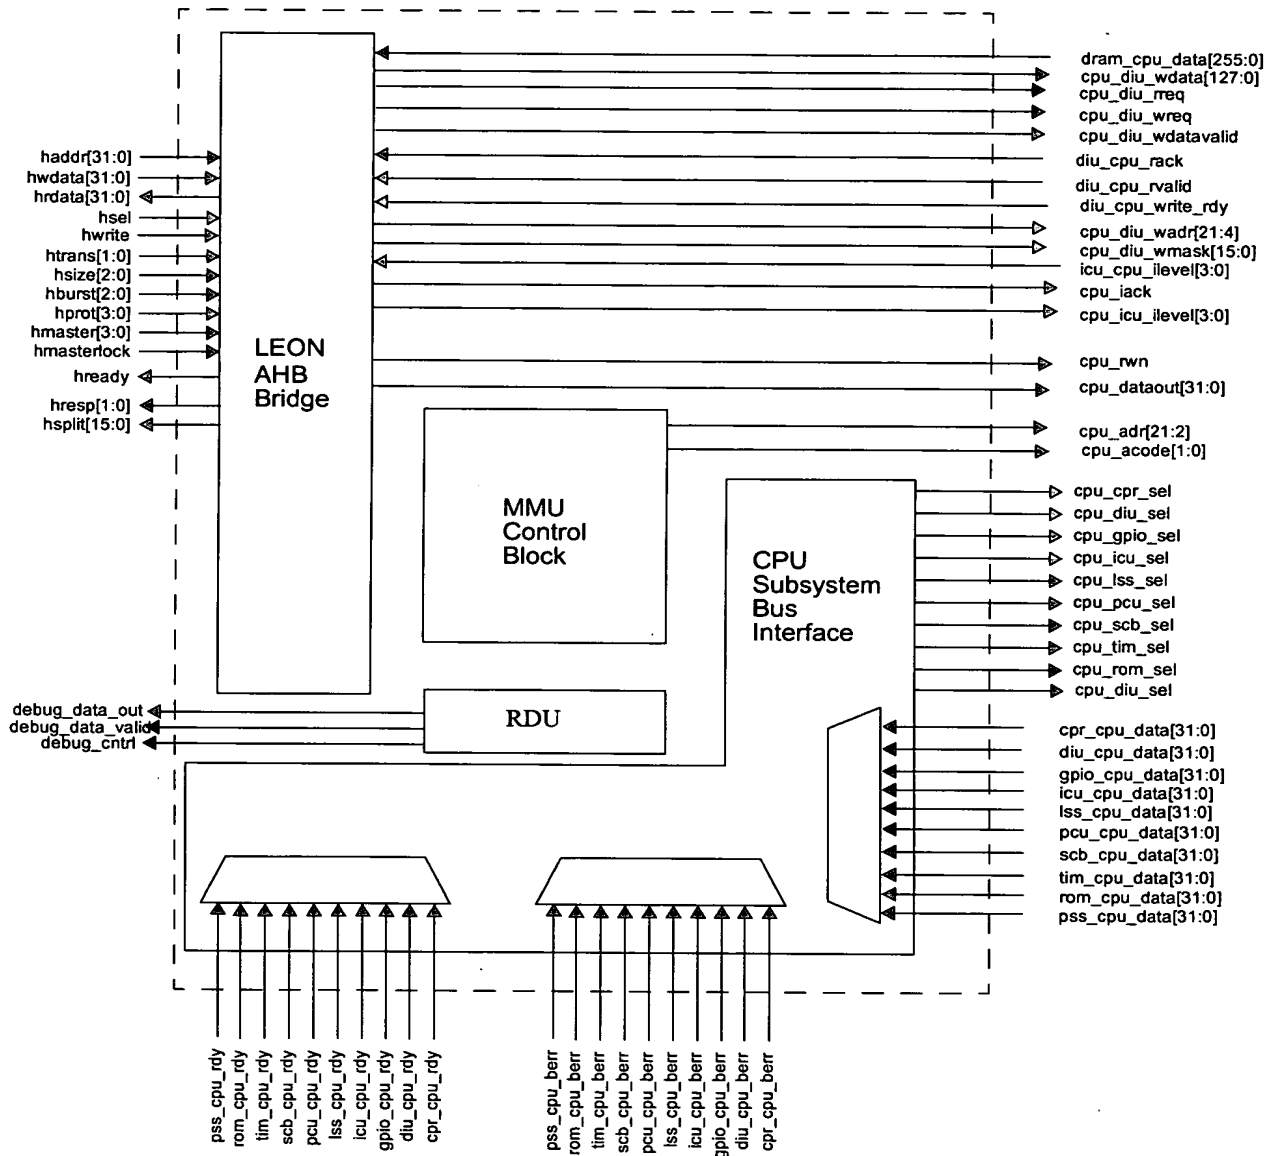 dram_cpu_data[255:0]
cpu_diu_wdata[127:0]
cpu_diu_rreq
cpu_diu_wreq
cpu_diu_wdatavalid
diu_cpu_rack
diu_cpu_rvalid
diu_cpu_write_rdy
cpu_diu_wadr[21:4]
cpu_diu_wmask[15:0]
icu_cpu_ilevel[3:0]
cpu_iack
cpu_icu_ilevel[3:0]
cpu_rwn
cpu_dataout[31:0]
cpu_adr[21:2]
cpu_acode[1:0]
haddr[31:0]
hwdata[31:0]
hrdata[31:0]
hsel
hwrite
htrans[1:0]
hsize[2:0]
hburst[2:0]
hprot[3:0]
hmaster[3:0]
hmasterlock
hready
hresp[1:0]
hsplit[15:0]
LEON
AHB
Bridge
MMU
Control
Block
CPU
Subsystem
Bus
Interface
cpu_cpr_sel
cpu_diu_sel
cpu_gpio_sel
cpu_icu_sel
cpu_lss_sel
cpu_pcu_sel
cpu_scb_sel
cpu_tim_sel
cpu_rom_sel
cpu_diu_sel
debug_data_out
debug_data_valid
debug_cntrl
RDU
cpr_cpu_data[31:0]
diu_cpu_data[31:0]
gpio_cpu_data[31:0]
icu_cpu_data[31:0]
lss_cpu_data[31:0]
pcu_cpu_data[31:0]
scb_cpu_data[31:0]
tim_cpu_data[31:0]
rom_cpu_data[31:0]
pss_cpu_data[31:0]
pss_cpu_rdy
rom_cpu_rdy
tim_cpu_rdy
scb_cpu_rdy
pcu_cpu_rdy
lss_cpu_rdy
icu_cpu_rdy
gpio_cpu_rdy
diu_cpu_rdy
cpr_cpu_rdy
pss_cpu_berr
rom_cpu_berr
tim_cpu_berr
scb_cpu_berr
pcu_cpu_berr
lss_cpu_berr
icu_cpu_berr
gpio_cpu_berr
diu_cpu_berr
cpr_cpu_berr